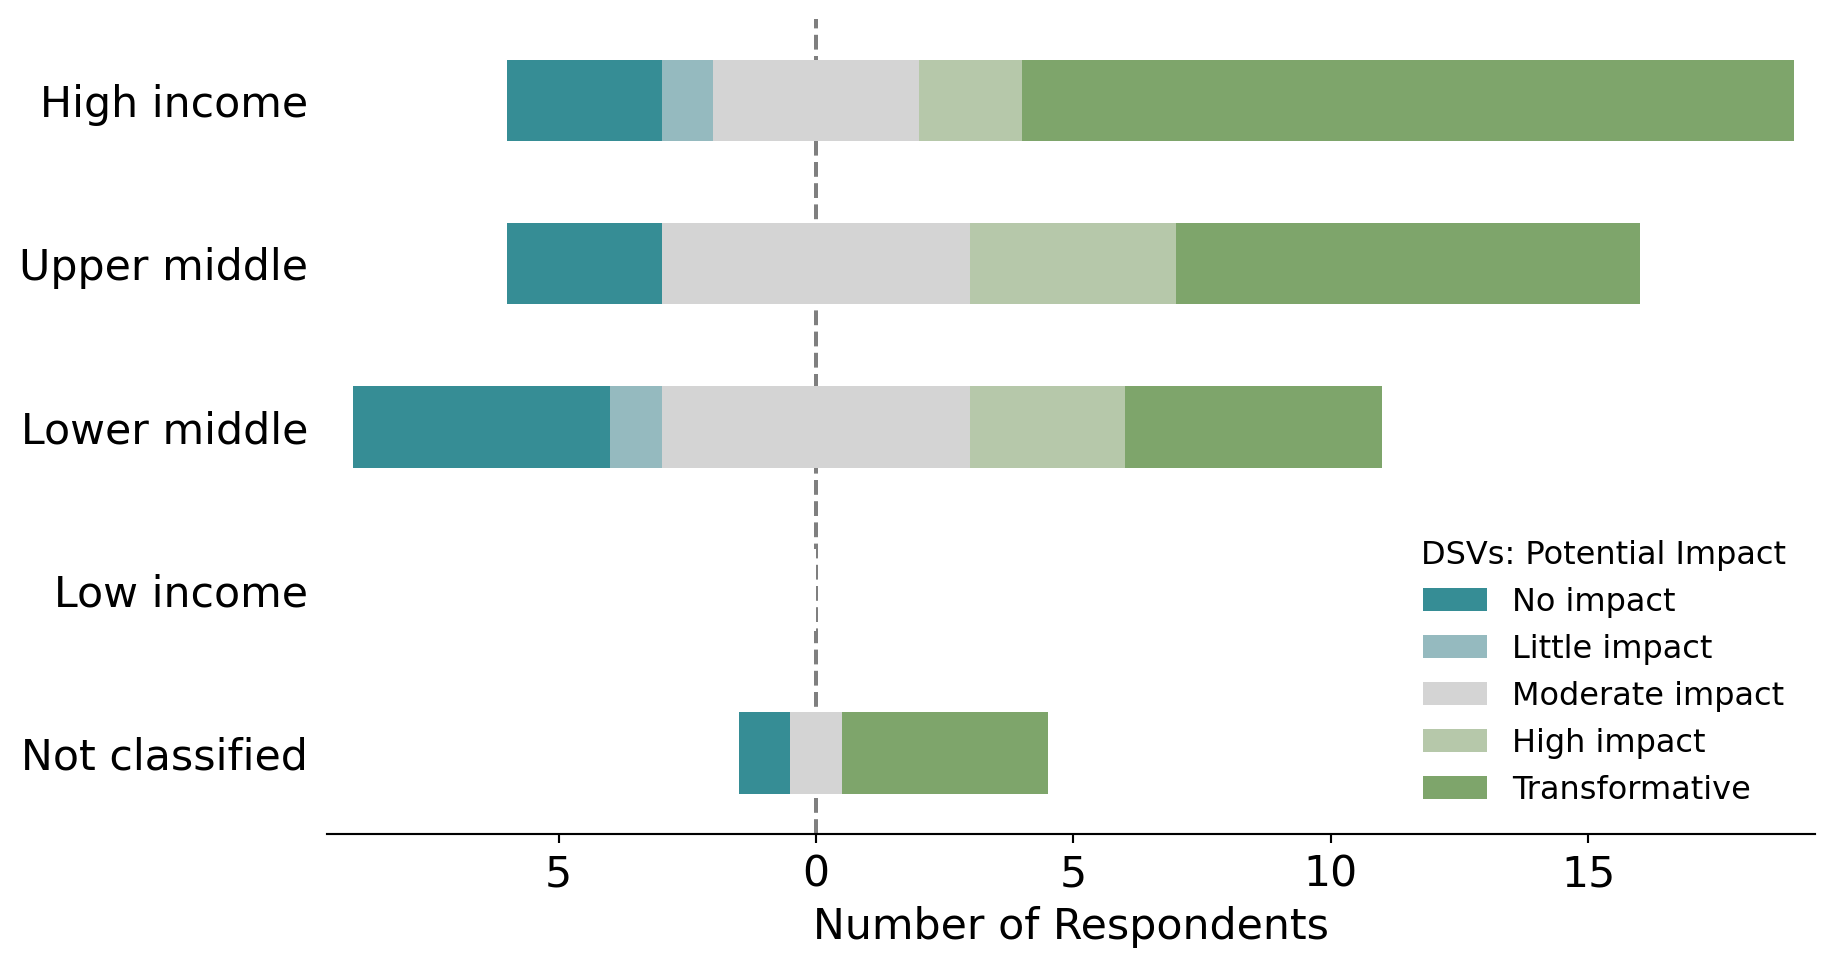 High income
Upper middle
Lower middle
Low income
Not classified
DSVs: Potential Impact
No impact
Little impact
Moderate impact
High impact
Transformative
5 0 5 10 15
Number of Respondents